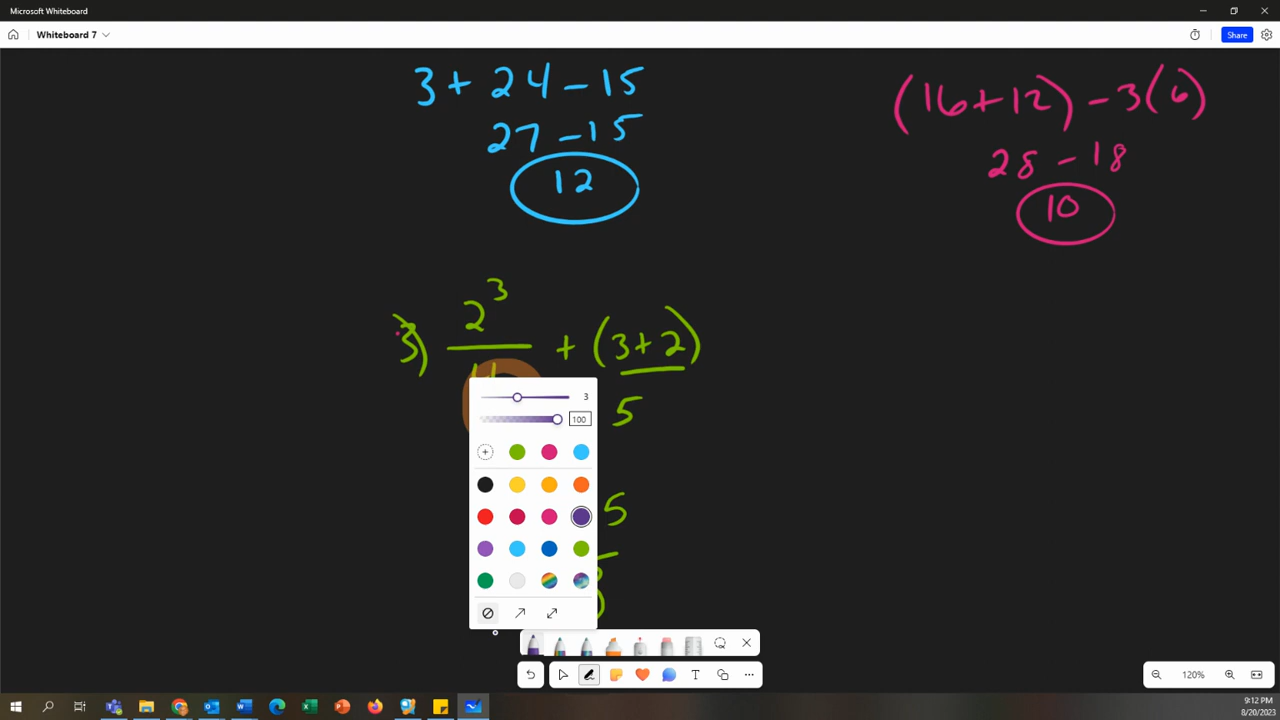 Microsoft Whiteboard
Whiteboard 7
Share
3 + 24 - 15
27 - 15
12
(16+12) - 3(6)
28 - 18
10
3) 2³ + (3+2)
4
5
3
100
5
120%
9:12 PM
8/20/2023